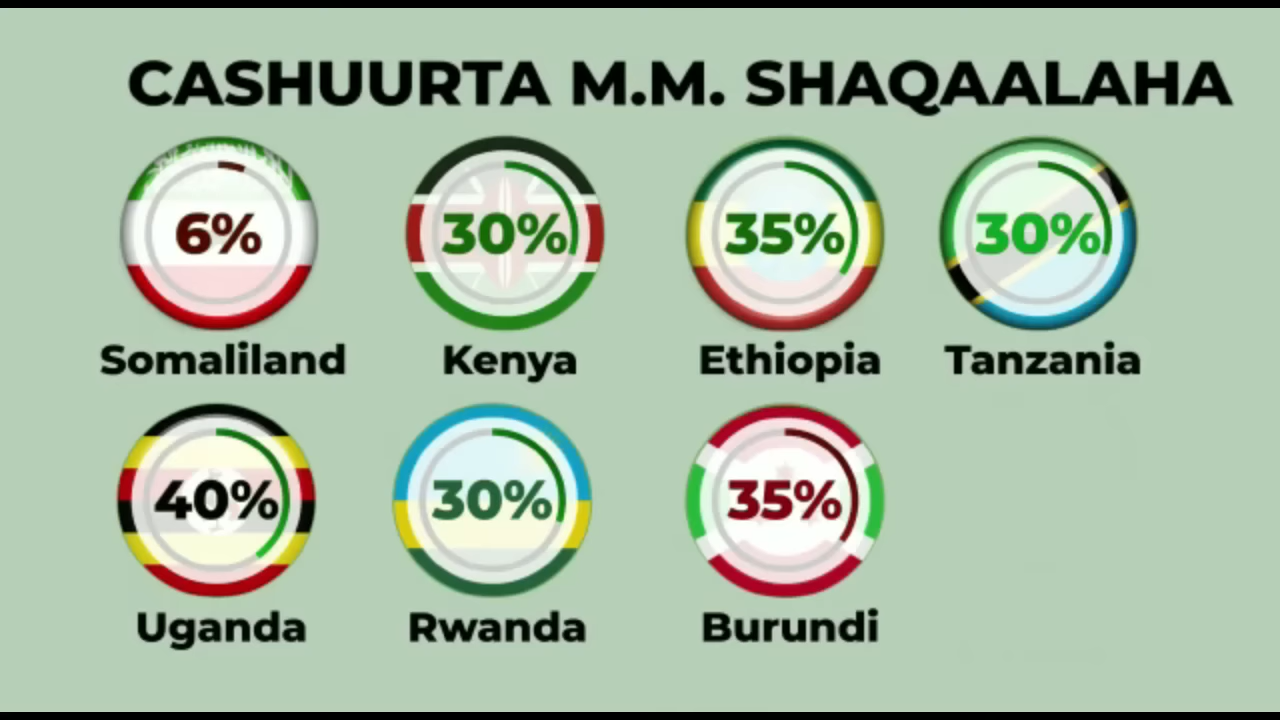 CASHUURTA M.M. SHAQAALAHA
6% 30% 35% 30%
Somaliland Kenya Ethiopia Tanzania
40% 30% 35%
Uganda Rwanda Burundi